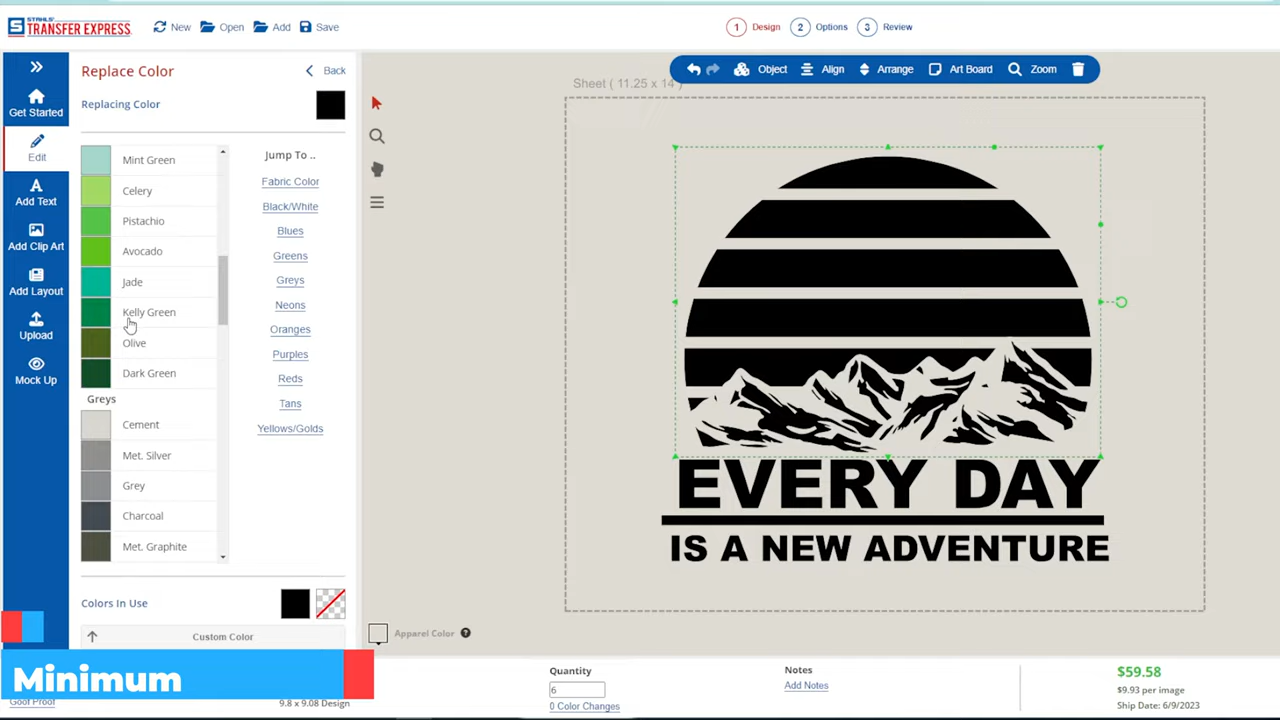 STAHLS'
TRANSFER EXPRESS
New
Open
Add
Save
1 Design
2 Options
3 Review
Get Started
Edit
Add Text
Add Clip Art
Add Layout
Upload
Mock Up
Replace Color
Back
Replacing Color
Mint Green
Celery
Pistachio
Avocado
Jade
Kelly Green
Olive
Dark Green
Greys
Cement
Met. Silver
Grey
Charcoal
Met. Graphite
Jump To ..
Fabric Color
Black/White
Blues
Greens
Greys
Neons
Oranges
Purples
Reds
Tans
Yellows/Golds
Colors In Use
Custom Color
Minimum
Goof Proof
9.8 x 9.08 Design
Sheet ( 11.25 x 14 )
Object
Align
Arrange
Art Board
Zoom
EVERY DAY
IS A NEW ADVENTURE
Apparel Color ?
Quantity
6
0 Color Changes
Notes
Add Notes
$59.58
$9.93 per image
Ship Date: 6/9/2023